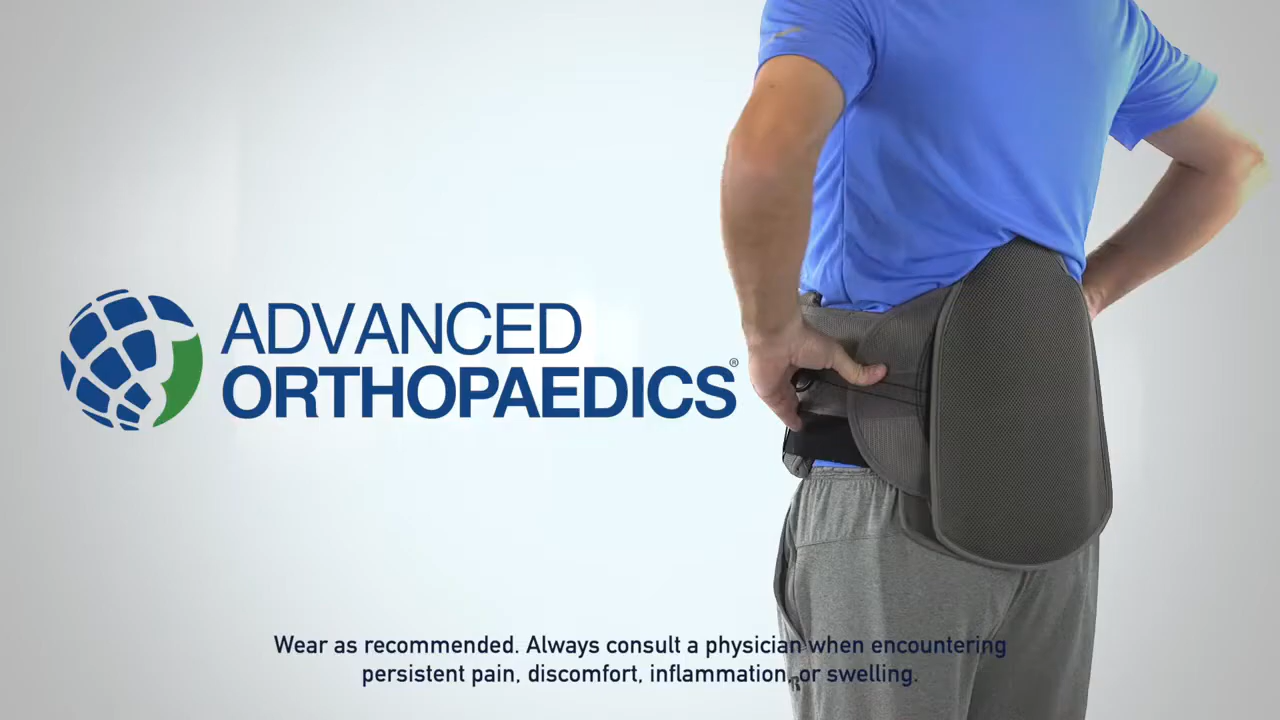 ADVANCED
ORTHOPAEDICS®
Wear as recommended. Always consult a physician when encountering
persistent pain, discomfort, inflammation, or swelling.